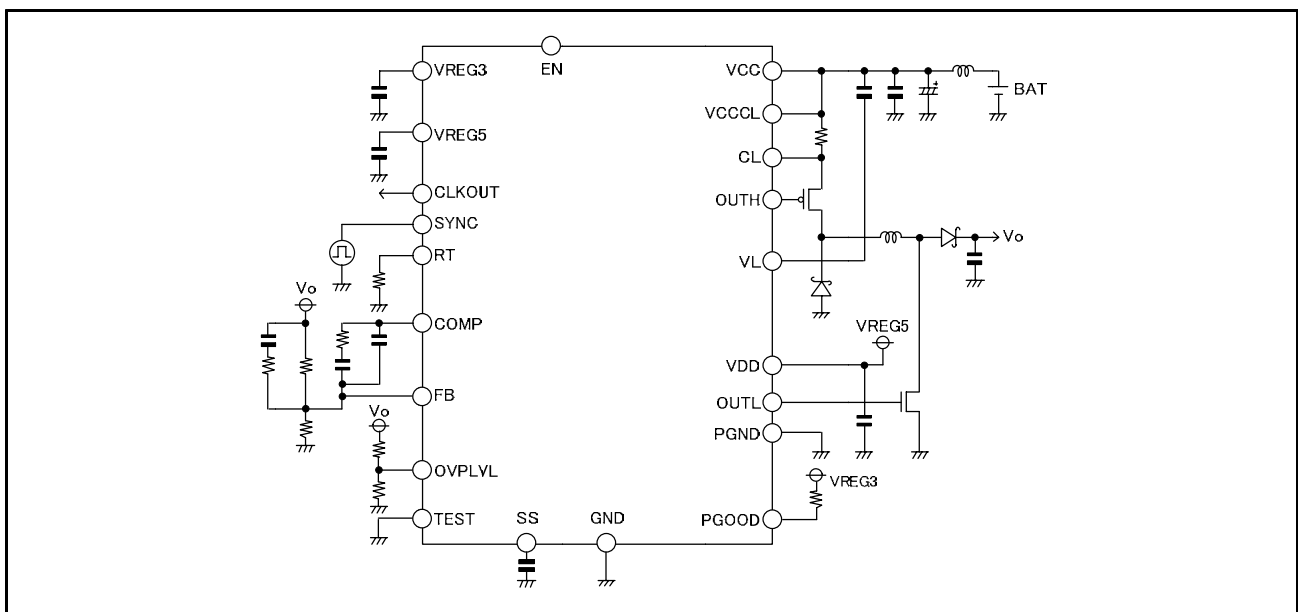 EN
VREG3
VREG5
CLKOUT
SYNC
RT
Vo
COMP
FB
Vo
OVPLVL
TEST
SS
GND
VCC
BAT
VCCCL
CL
OUTH
Vo
VL
VREG5
VDD
OUTL
PGND
VREG3
PGOOD